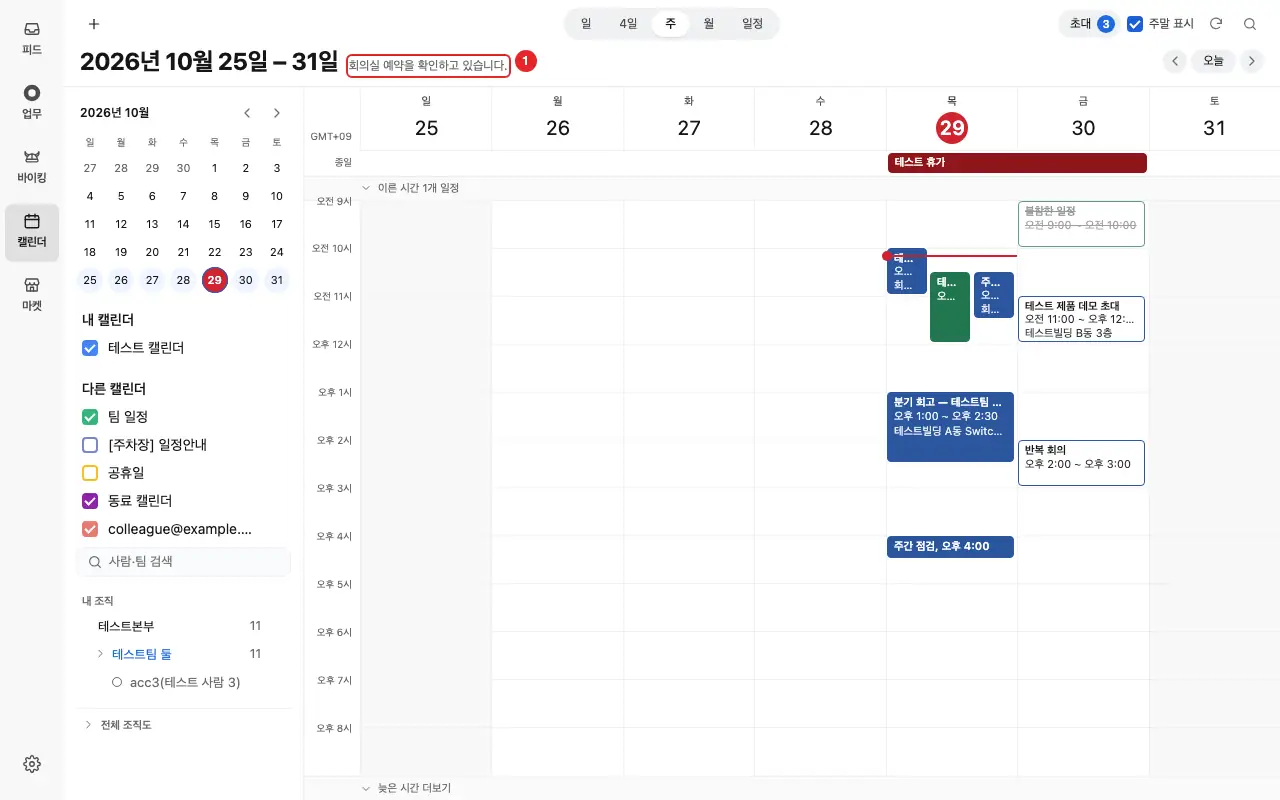 피드
업무
바이킹
캘린더
마켓
일 4일 주 월 일정
초대 3 주말 표시
2026년 10월 25일 – 31일 회의실 예약을 확인하고 있습니다. 1
오늘
2026년 10월
일 월 화 수 목 금 토
27 28 29 30 1 2 3
4 5 6 7 8 9 10
11 12 13 14 15 16 17
18 19 20 21 22 23 24
25 26 27 28 29 30 31
내 캘린더
테스트 캘린더
다른 캘린더
팀 일정
[주차장] 일정안내
공휴일
동료 캘린더
colleague@example....
사람·팀 검색
내 조직
테스트본부 11
테스트팀 둘 11
acc3(테스트 사람 3)
전체 조직도
GMT+09
일 월 화 수 목 금 토
25 26 27 28 29 30 31
종일
테스트 휴가
이른 시간 1개 일정
오전 9시
오전 10시
오전 11시
오후 12시
오후 1시
오후 2시
오후 3시
오후 4시
오후 5시
오후 6시
오후 7시
오후 8시
테...
오...
회...
테...
오...
주...
오...
회...
분기 회고 — 테스트팀 ...
오후 1:00 ~ 오후 2:30
테스트빌딩 A동 Switc...
주간 점검, 오후 4:00
불참한 일정
오전 9:00 ~ 오전 10:00
테스트 제품 데모 초대
오전 11:00 ~ 오후 12:...
테스트빌딩 B동 3층
반복 회의
오후 2:00 ~ 오후 3:00
늦은 시간 더보기